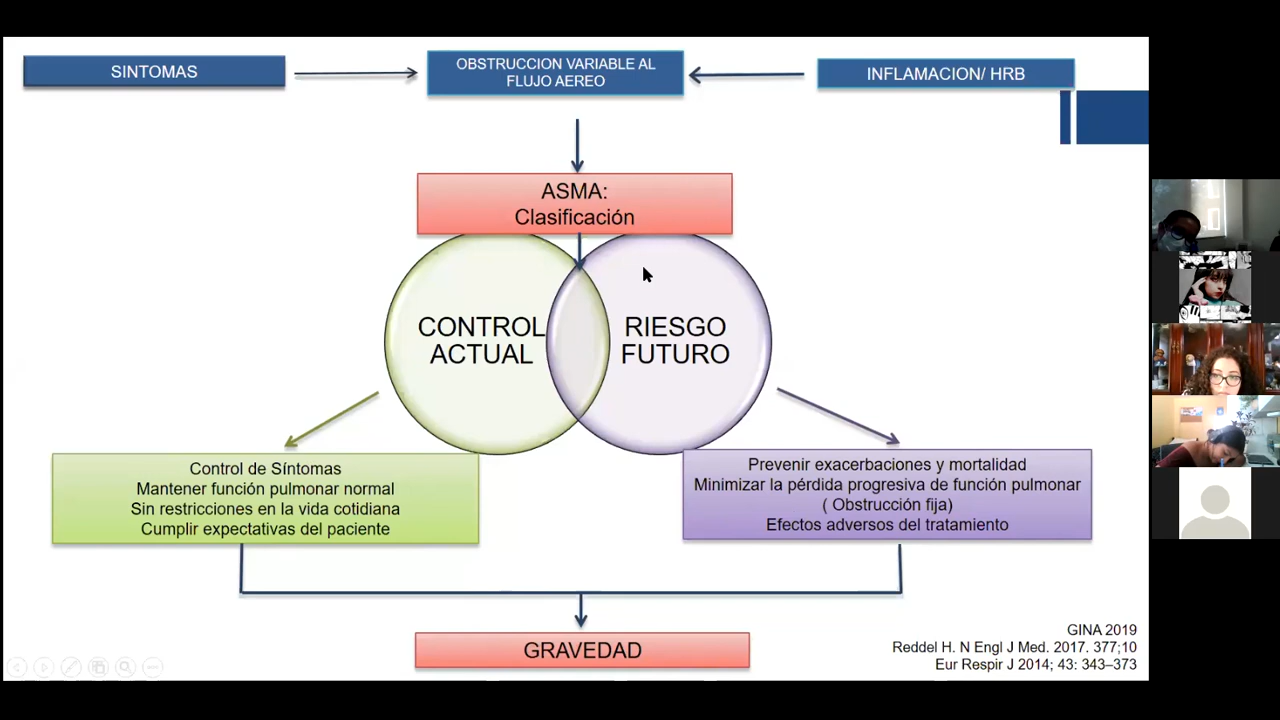 SINTOMAS
OBSTRUCCION VARIABLE AL
FLUJO AEREO
INFLAMACION/ HRB
ASMA:
Clasificación
CONTROL
ACTUAL
RIESGO
FUTURO
Control de Síntomas
Mantener función pulmonar normal
Sin restricciones en la vida cotidiana
Cumplir expectativas del paciente
Prevenir exacerbaciones y mortalidad
Minimizar la pérdida progresiva de función pulmonar
( Obstrucción fija)
Efectos adversos del tratamiento
GRAVEDAD
GINA 2019
Reddel H. N Engl J Med. 2017. 377;10
Eur Respir J 2014; 43: 343–373